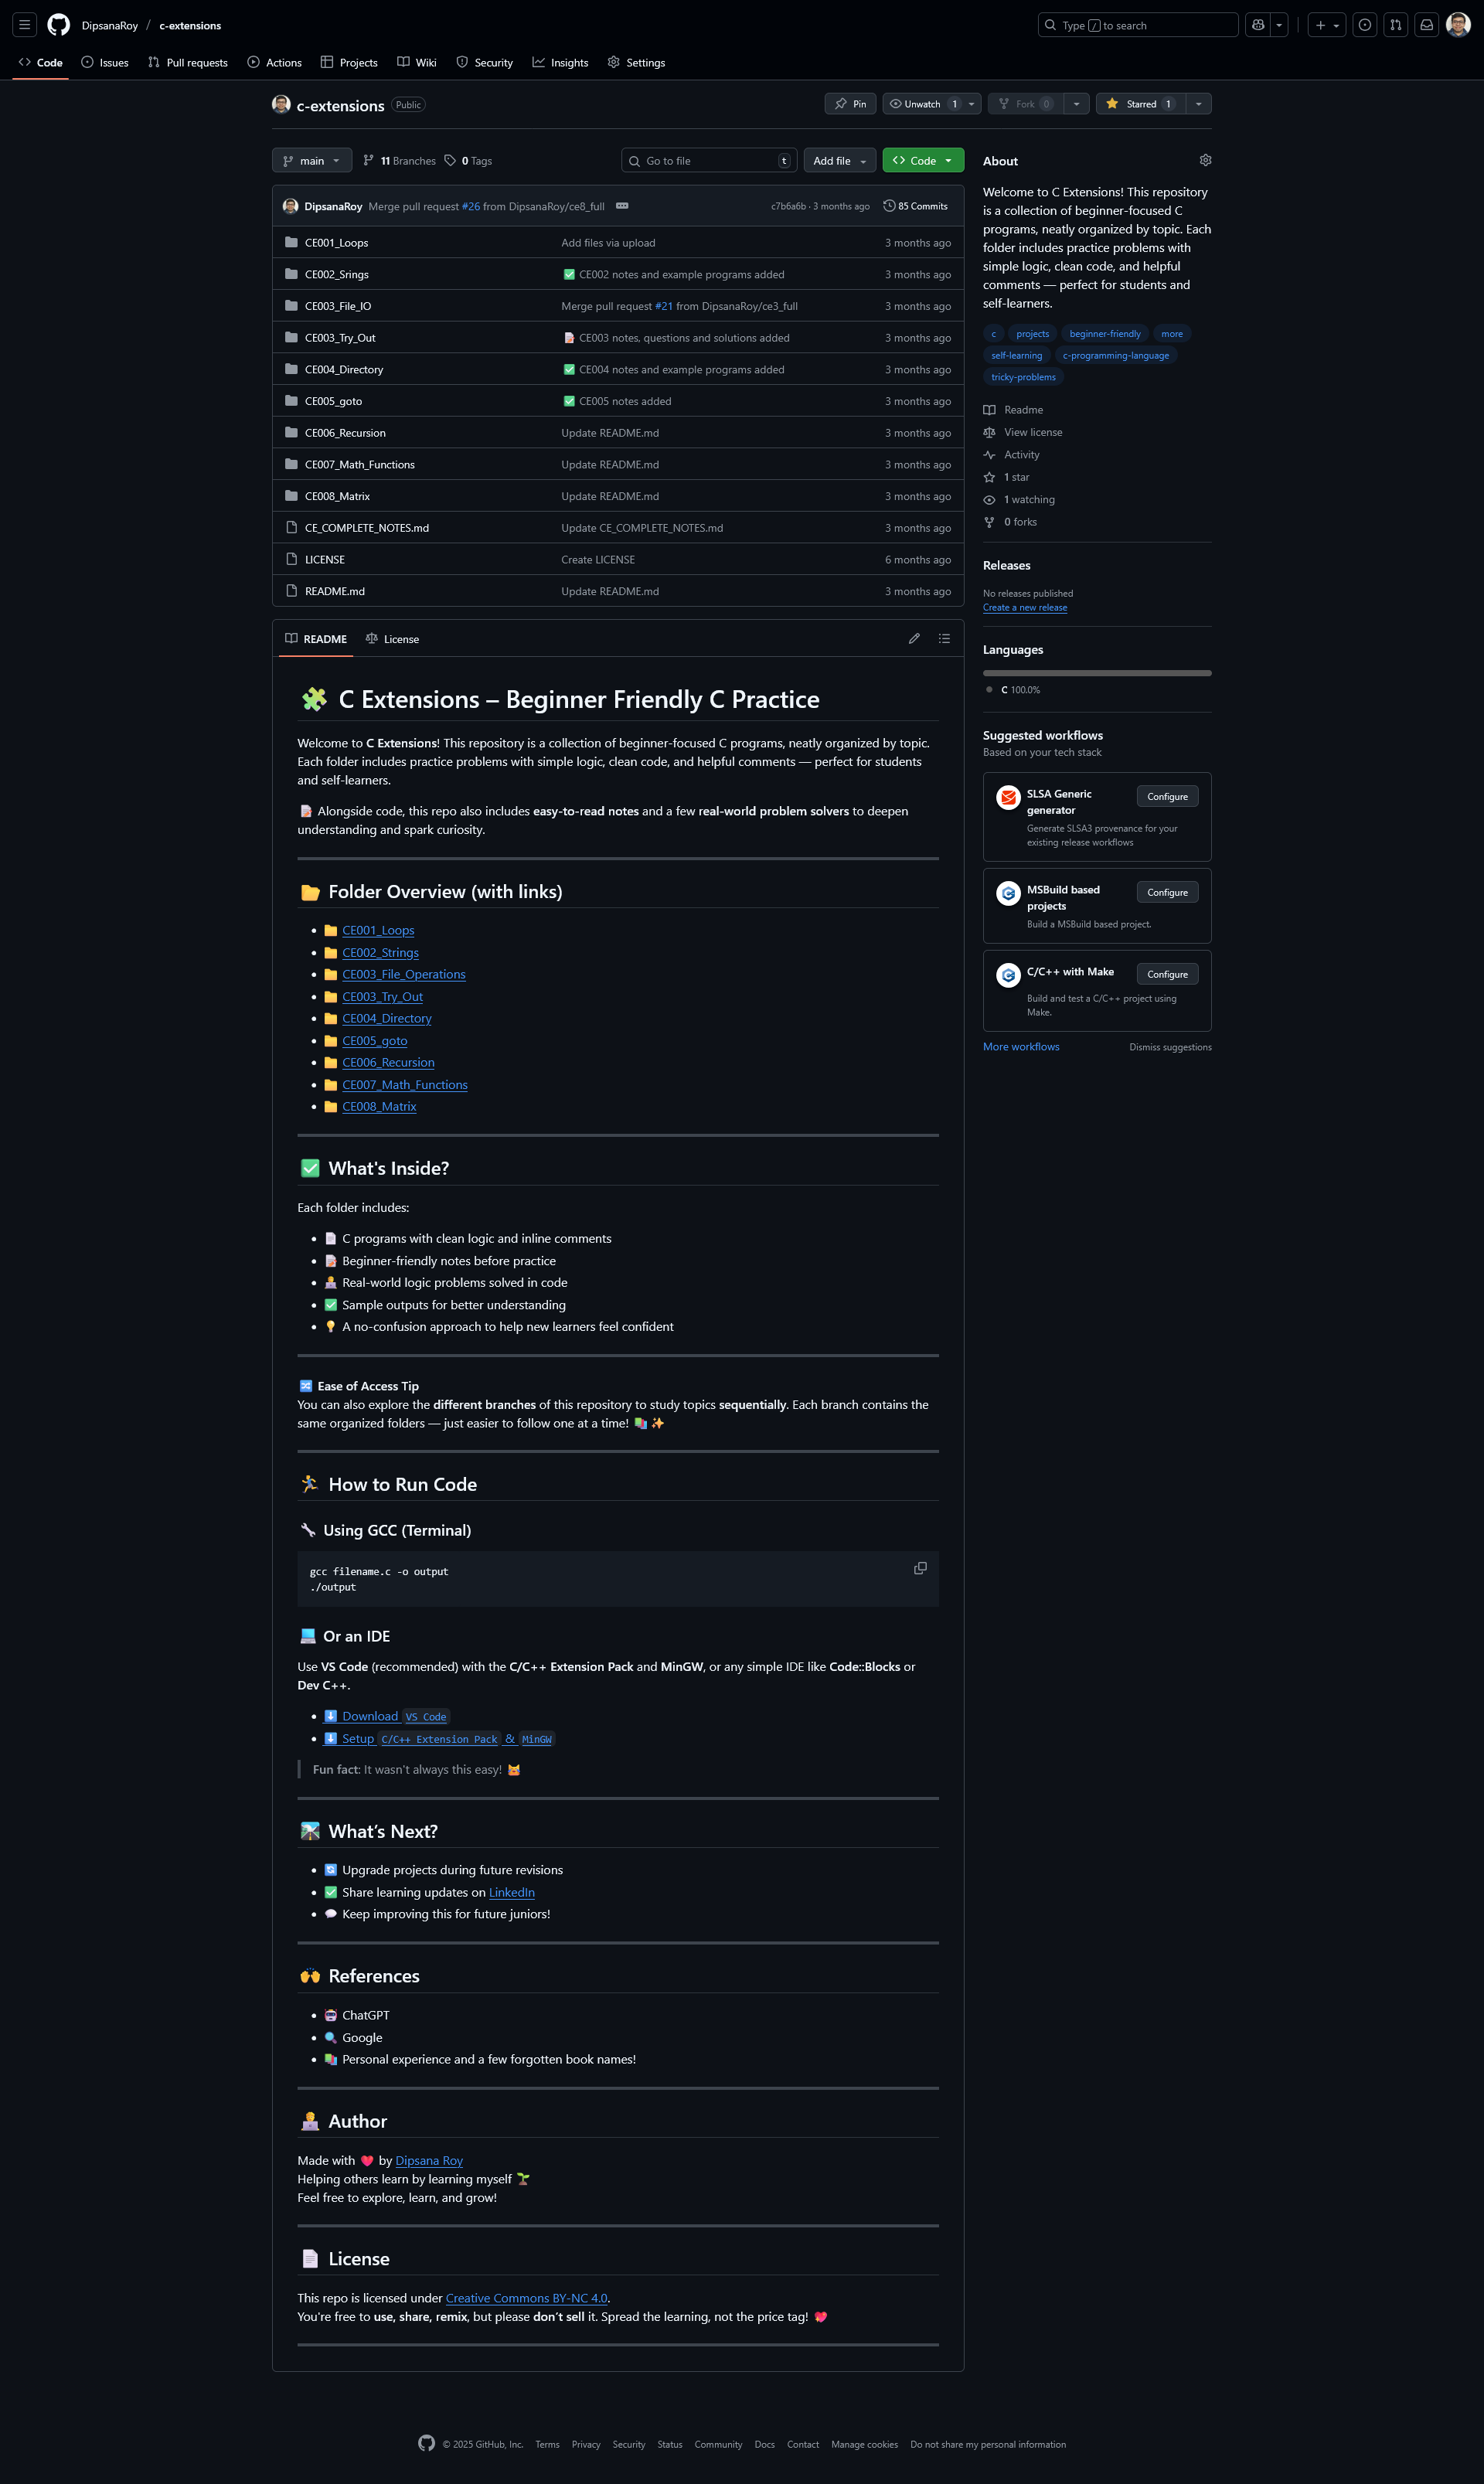 DipsanaRoy / c-extensions
Type / to search
Code Issues Pull requests Actions Projects Wiki Security Insights Settings
c-extensions Public
Pin Unwatch 1 Fork 0 Starred 1
main 11 Branches 0 Tags
Go to file t Add file Code
DipsanaRoy Merge pull request #26 from DipsanaRoy/ce8_full c7b6a6b · 3 months ago 85 Commits
CE001_Loops Add files via upload 3 months ago
CE002_Srings ✅ CE002 notes and example programs added 3 months ago
CE003_File_IO Merge pull request #21 from DipsanaRoy/ce3_full 3 months ago
CE003_Try_Out 📝 CE003 notes, questions and solutions added 3 months ago
CE004_Directory ✅ CE004 notes and example programs added 3 months ago
CE005_goto ✅ CE005 notes added 3 months ago
CE006_Recursion Update README.md 3 months ago
CE007_Math_Functions Update README.md 3 months ago
CE008_Matrix Update README.md 3 months ago
CE_COMPLETE_NOTES.md Update CE_COMPLETE_NOTES.md 3 months ago
LICENSE Create LICENSE 6 months ago
README.md Update README.md 3 months ago
README License
🧩 C Extensions – Beginner Friendly C Practice
Welcome to C Extensions! This repository is a collection of beginner-focused C programs, neatly organized by topic.
Each folder includes practice problems with simple logic, clean code, and helpful comments — perfect for students
and self-learners.
📝 Alongside code, this repo also includes easy-to-read notes and a few real-world problem solvers to deepen
understanding and spark curiosity.
📂 Folder Overview (with links)
• 📁 CE001_Loops
• 📁 CE002_Strings
• 📁 CE003_File_Operations
• 📁 CE003_Try_Out
• 📁 CE004_Directory
• 📁 CE005_goto
• 📁 CE006_Recursion
• 📁 CE007_Math_Functions
• 📁 CE008_Matrix
✅ What's Inside?
Each folder includes:
• 📄 C programs with clean logic and inline comments
• 📝 Beginner-friendly notes before practice
• 🧑‍💻 Real-world logic problems solved in code
• ✅ Sample outputs for better understanding
• 💡 A no-confusion approach to help new learners feel confident
🔀 Ease of Access Tip
You can also explore the different branches of this repository to study topics sequentially. Each branch contains the
same organized folders — just easier to follow one at a time! 📚✨
🏃 How to Run Code
🔧 Using GCC (Terminal)
gcc filename.c -o output
./output
💻 Or an IDE
Use VS Code (recommended) with the C/C++ Extension Pack and MinGW, or any simple IDE like Code::Blocks or
Dev C++.
• ⬇️ Download VS Code
• ⬇️ Setup C/C++ Extension Pack & MinGW
Fun fact: It wasn't always this easy! 😹
🛣️ What's Next?
• 🔄 Upgrade projects during future revisions
• ✅ Share learning updates on LinkedIn
• 💬 Keep improving this for future juniors!
🙌 References
• 🤖 ChatGPT
• 🔍 Google
• 📚 Personal experience and a few forgotten book names!
🧑‍💻 Author
Made with ❤️ by Dipsana Roy
Helping others learn by learning myself 🌱
Feel free to explore, learn, and grow!
📄 License
This repo is licensed under Creative Commons BY-NC 4.0.
You're free to use, share, remix, but please don't sell it. Spread the learning, not the price tag! 💖
About
Welcome to C Extensions! This repository
is a collection of beginner-focused C
programs, neatly organized by topic. Each
folder includes practice problems with
simple logic, clean code, and helpful
comments — perfect for students and
self-learners.
c projects beginner-friendly more
self-learning c-programming-language
tricky-problems
Readme
View license
Activity
1 star
1 watching
0 forks
Releases
No releases published
Create a new release
Languages
C 100.0%
Suggested workflows
Based on your tech stack
SLSA Generic
generator
Configure
Generate SLSA3 provenance for your
existing release workflows
MSBuild based
projects
Configure
Build a MSBuild based project.
C/C++ with Make
Configure
Build and test a C/C++ project using
Make.
More workflows Dismiss suggestions
© 2025 GitHub, Inc. Terms Privacy Security Status Community Docs Contact Manage cookies Do not share my personal information